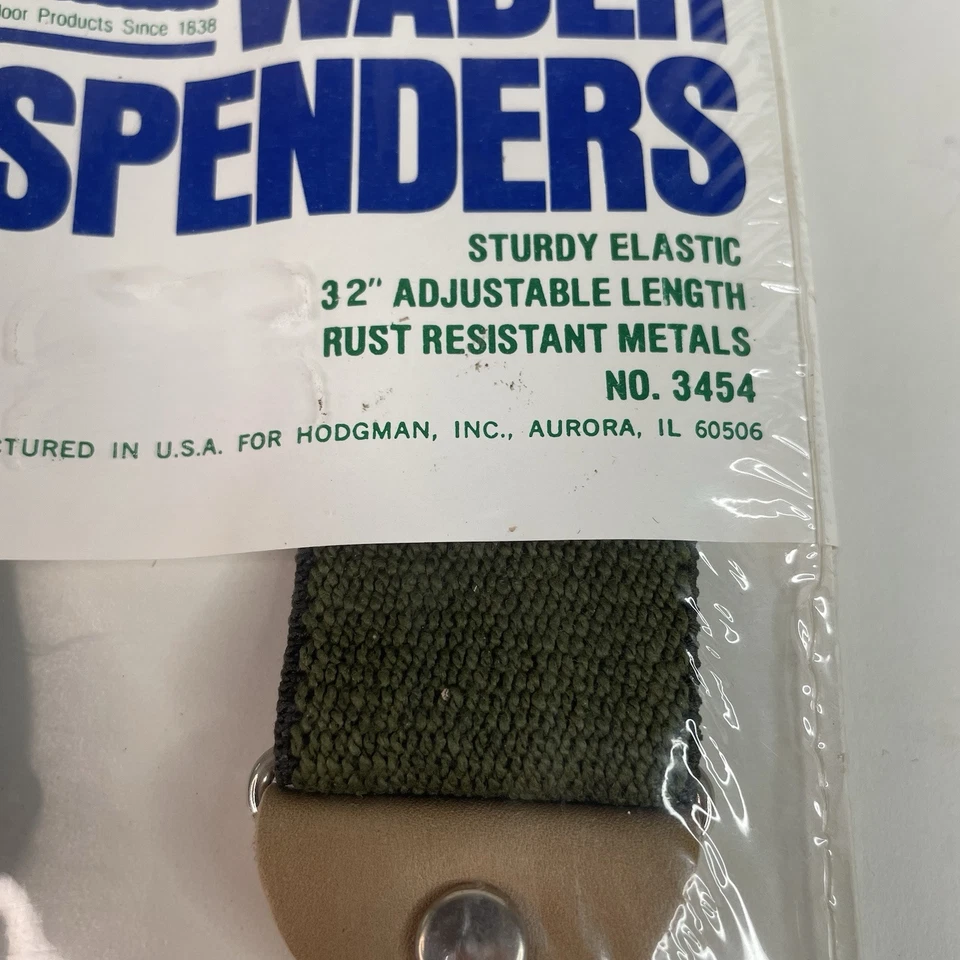 door Products Since 1838
WADER
SPENDERS
STURDY ELASTIC
32" ADJUSTABLE LENGTH
RUST RESISTANT METALS
NO. 3454
CTURED IN U.S.A. FOR HODGMAN, INC., AURORA, IL 60506